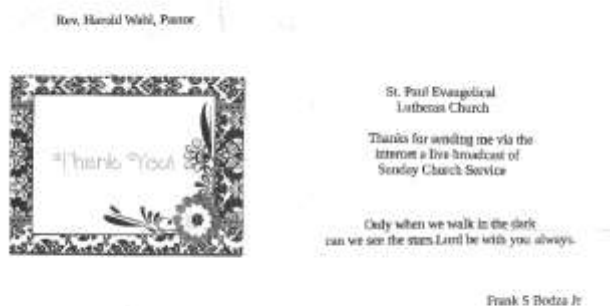 Rev. Harold Wahl, Pastor
Thank You!
St. Paul Evangelical
Lutheran Church
Thanks for sending me via the
internet a live broadcast of
Sunday Church Service
Only when we walk in the dark
can we see the stars.Lord be with you always.
Frank S Bodza Jr